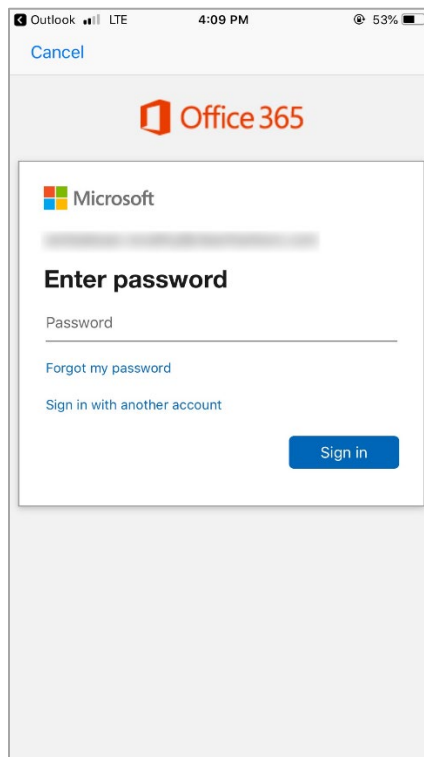 Outlook LTE 4:09 PM 53%
Cancel
Office 365
Microsoft
Enter password
Password
Forgot my password
Sign in with another account
Sign in